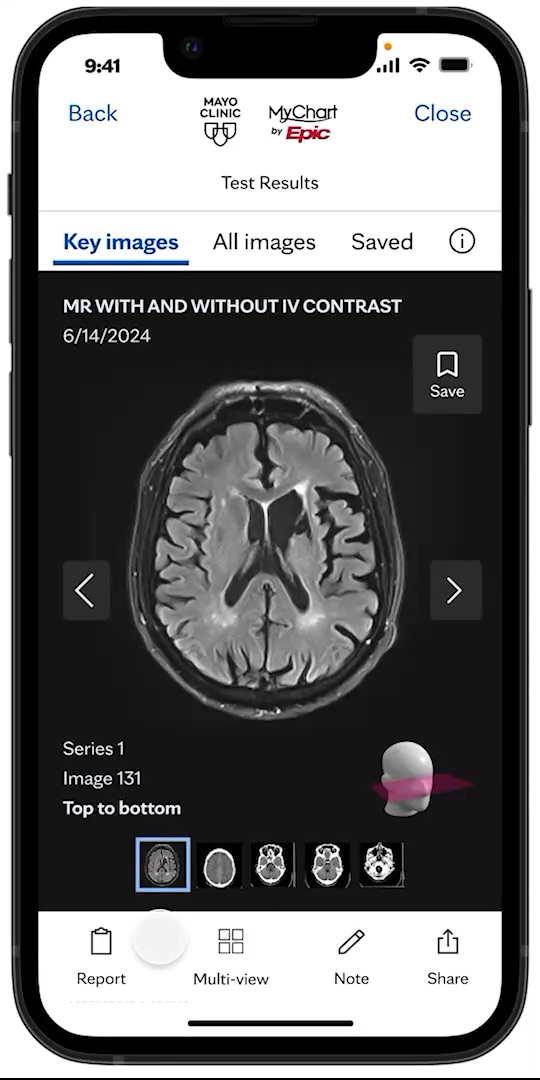 9:41
Back
MAYO
CLINIC
MyChart
by Epic
Close
Test Results
Key images All images Saved i
MR WITH AND WITHOUT IV CONTRAST
6/14/2024
Save
Series 1
Image 131
Top to bottom
Report Multi-view Note Share